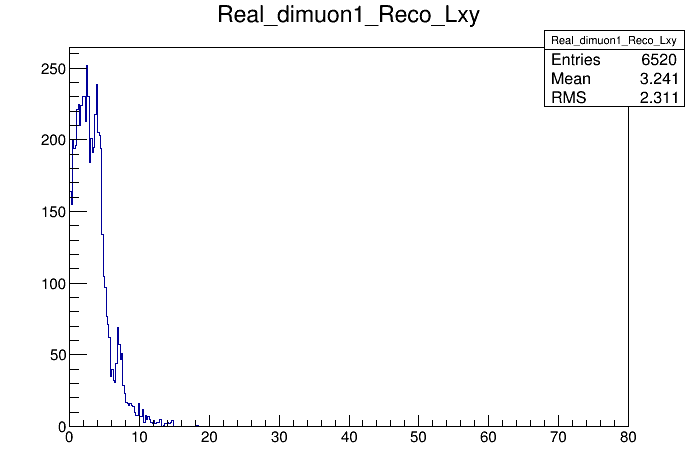 Real_dimuon1_Reco_Lxy
Real_dimuon1_Reco_Lxy
Entries 6520
Mean 3.241
RMS 2.311
250
200
150
100
50
0
0 10 20 30 40 50 60 70 80